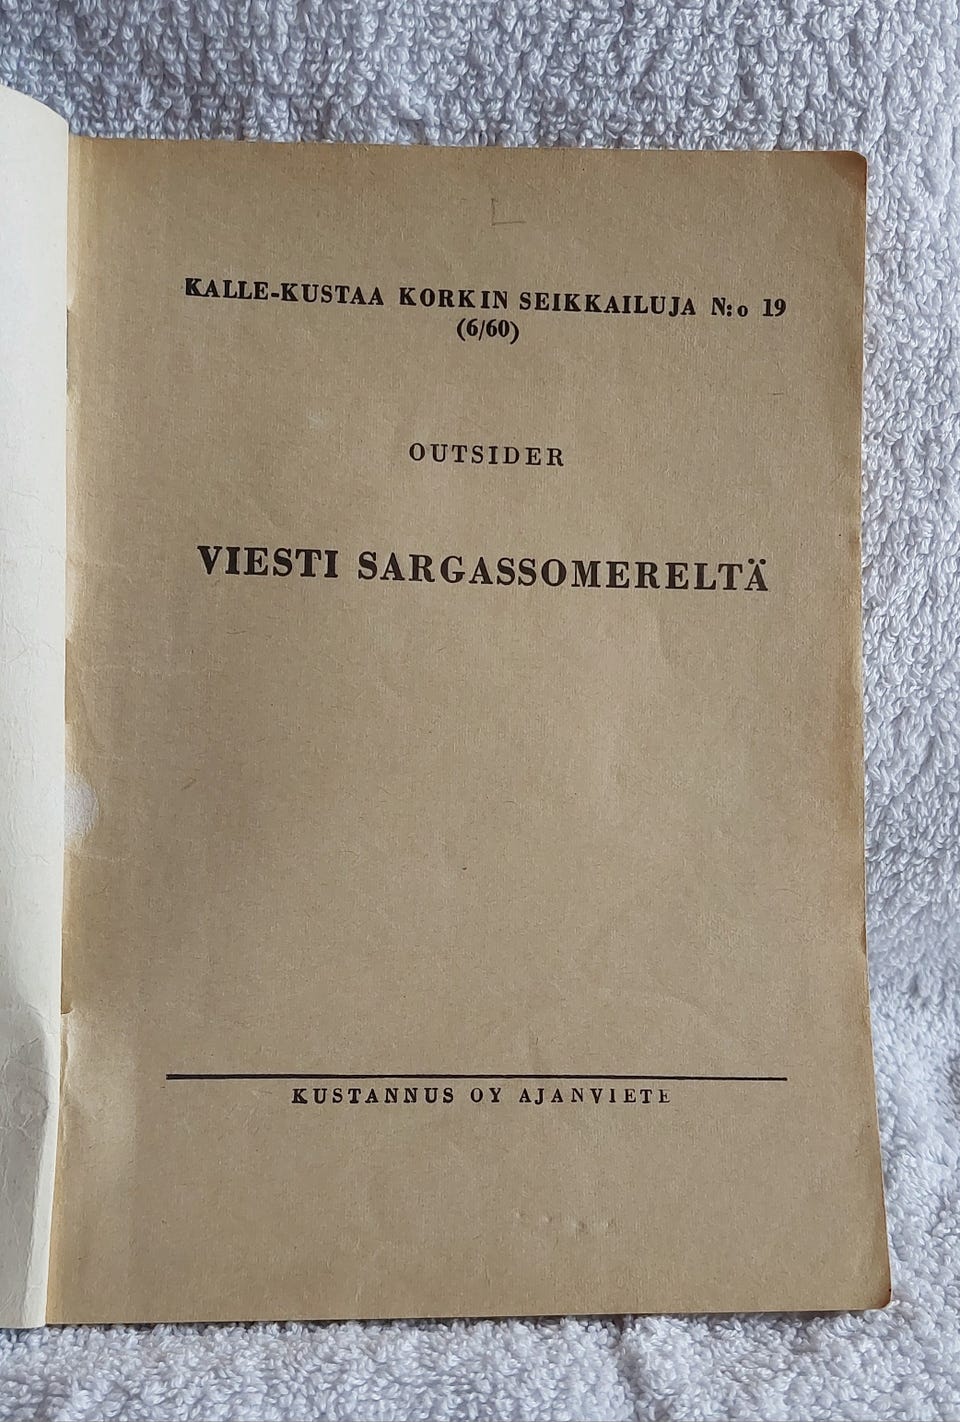 KALLE-KUSTAA KORKIN SEIKKAILUJA N:o 19
(6/60)
OUTSIDER
VIESTI SARGASSOMERELTÄ
KUSTANNUS OY AJANVIETE